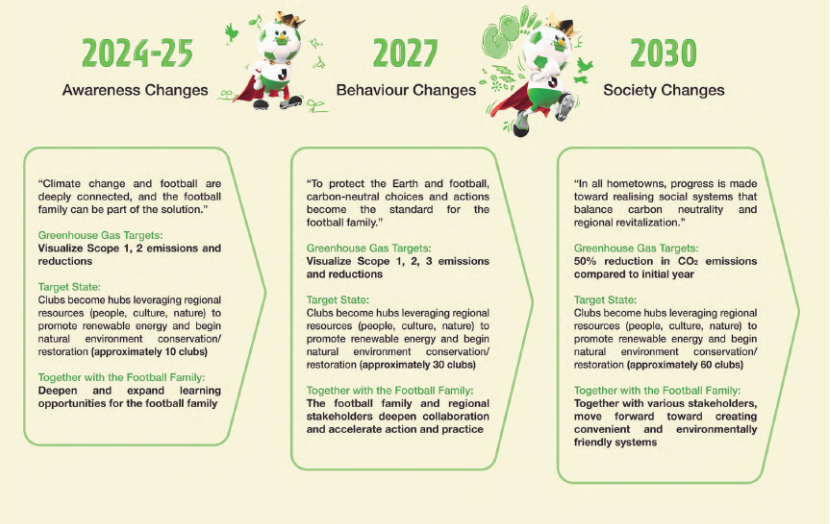 2024-25
Awareness Changes
“Climate change and football are
deeply connected, and the football
family can be part of the solution.”
Greenhouse Gas Targets:
Visualize Scope 1, 2 emissions and
reductions
Target State:
Clubs become hubs leveraging regional
resources (people, culture, nature) to
promote renewable energy and begin
natural environment conservation/
restoration (approximately 10 clubs)
Together with the Football Family:
Deepen and expand learning
opportunities for the football family
2027
Behaviour Changes
“To protect the Earth and football,
carbon-neutral choices and actions
become the standard for the
football family.”
Greenhouse Gas Targets:
Visualize Scope 1, 2, 3 emissions
and reductions
Target State:
Clubs become hubs leveraging regional
resources (people, culture, nature) to
promote renewable energy and begin
natural environment conservation/
restoration (approximately 30 clubs)
Together with the Football Family:
The football family and regional
stakeholders deepen collaboration
and accelerate action and practice
2030
Society Changes
“In all hometowns, progress is made
toward realising social systems that
balance carbon neutrality and
regional revitalization.”
Greenhouse Gas Targets:
50% reduction in CO₂ emissions
compared to initial year
Target State:
Clubs become hubs leveraging regional
resources (people, culture, nature) to
promote renewable energy and begin
natural environment conservation/
restoration (approximately 60 clubs)
Together with the Football Family:
Together with various stakeholders,
move forward toward creating
convenient and environmentally
friendly systems